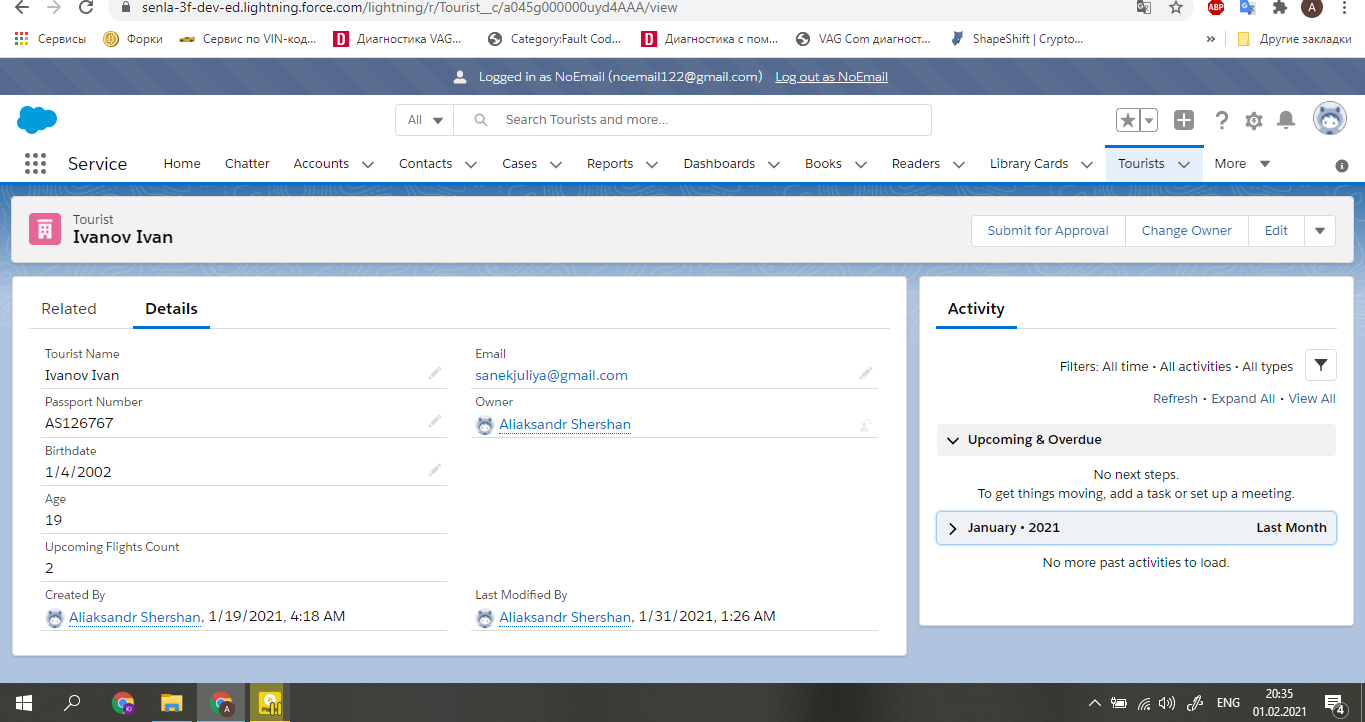 senla-3f-dev-ed.lightning.force.com/lightning/r/Tourist__c/a045g000000uyd4AAA/view
ABP
A
Сервисы
Форки
Сервис по VIN-код...
D
Диагностика VAG...
Category:Fault Cod...
D
Диагностика с пом...
VAG Com диагност...
ShapeShift | Crypto...
»
Другие закладки
Logged in as NoEmail (noemail122@gmail.com) Log out as NoEmail
All
Search Tourists and more...
Service
Home
Chatter
Accounts
Contacts
Cases
Reports
Dashboards
Books
Readers
Library Cards
Tourists
More
Tourist
Ivanov Ivan
Submit for Approval
Change Owner
Edit
Related
Details
Tourist Name
Ivanov Ivan
Email
sanekjuliya@gmail.com
Passport Number
AS126767
Owner
Aliaksandr Shershan
Birthdate
1/4/2002
Age
19
Upcoming Flights Count
2
Created By
Aliaksandr Shershan, 1/19/2021, 4:18 AM
Last Modified By
Aliaksandr Shershan, 1/31/2021, 1:26 AM
Activity
Filters: All time • All activities • All types
Refresh • Expand All • View All
Upcoming & Overdue
No next steps.
To get things moving, add a task or set up a meeting.
January • 2021
Last Month
No more past activities to load.
A
ENG
20:35
01.02.2021
4